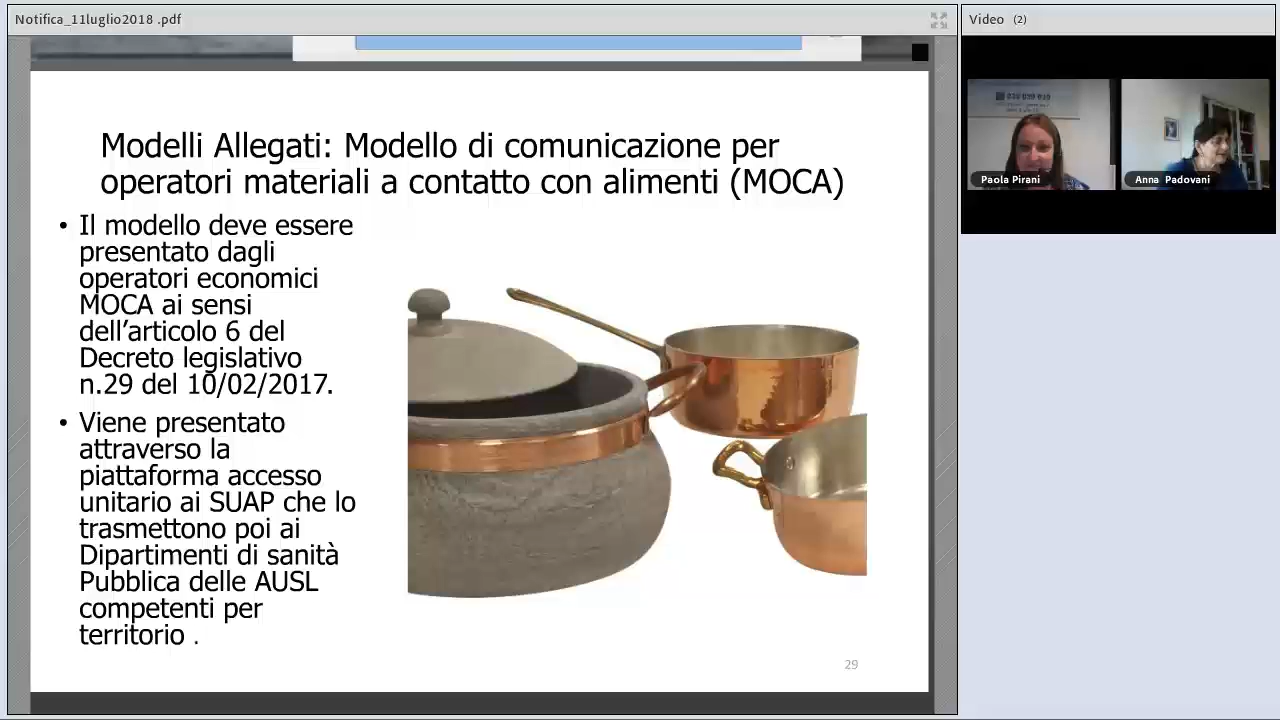 Notifica_11luglio2018 .pdf
Video (2)
Paola Pirani
Anna Padovani
Modelli Allegati: Modello di comunicazione per
operatori materiali a contatto con alimenti (MOCA)
• Il modello deve essere
presentato dagli
operatori economici
MOCA ai sensi
dell’articolo 6 del
Decreto legislativo
n.29 del 10/02/2017.
• Viene presentato
attraverso la
piattaforma accesso
unitario ai SUAP che lo
trasmettono poi ai
Dipartimenti di sanità
Pubblica delle AUSL
competenti per
territorio .
29